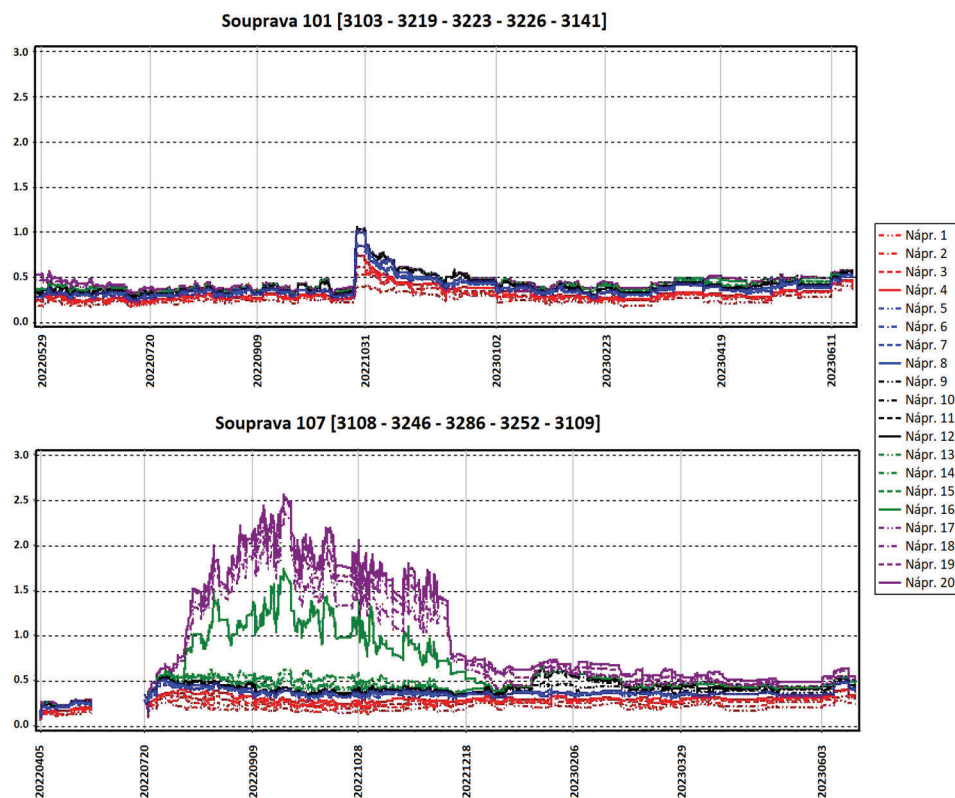 Souprava 101 [3103 - 3219 - 3223 - 3226 - 3141]
3.0
2.5
2.0
1.5
1.0
0.5
0.0
20220529
20220720
20220909
20221031
20230102
20230223
20230419
20230611
Souprava 107 [3108 - 3246 - 3286 - 3252 - 3109]
3.0
2.5
2.0
1.5
1.0
0.5
0.0
20220405
20220720
20220909
20221028
20221218
20230206
20230329
20230603
Nápr. 1
Nápr. 2
Nápr. 3
Nápr. 4
Nápr. 5
Nápr. 6
Nápr. 7
Nápr. 8
Nápr. 9
Nápr. 10
Nápr. 11
Nápr. 12
Nápr. 13
Nápr. 14
Nápr. 15
Nápr. 16
Nápr. 17
Nápr. 18
Nápr. 19
Nápr. 20